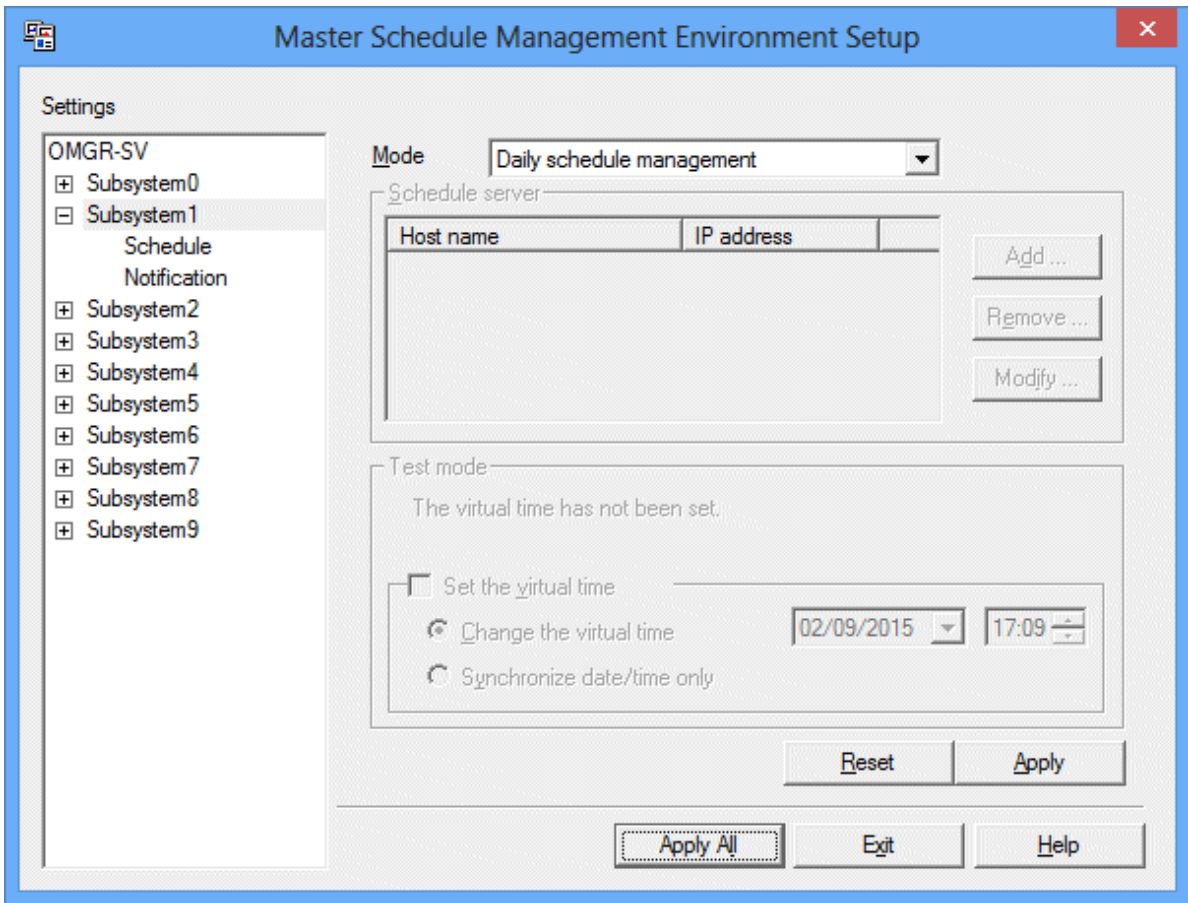 Master Schedule Management Environment Setup
Settings
OMGR-SV
Subsystem0
Subsystem1
Schedule
Notification
Subsystem2
Subsystem3
Subsystem4
Subsystem5
Subsystem6
Subsystem7
Subsystem8
Subsystem9
Mode Daily schedule management
Schedule server
Host name IP address
Add ...
Remove ...
Modify ...
Test mode
The virtual time has not been set.
Set the virtual time
Change the virtual time 02/09/2015 17:09
Synchronize date/time only
Reset Apply
Apply All Exit Help